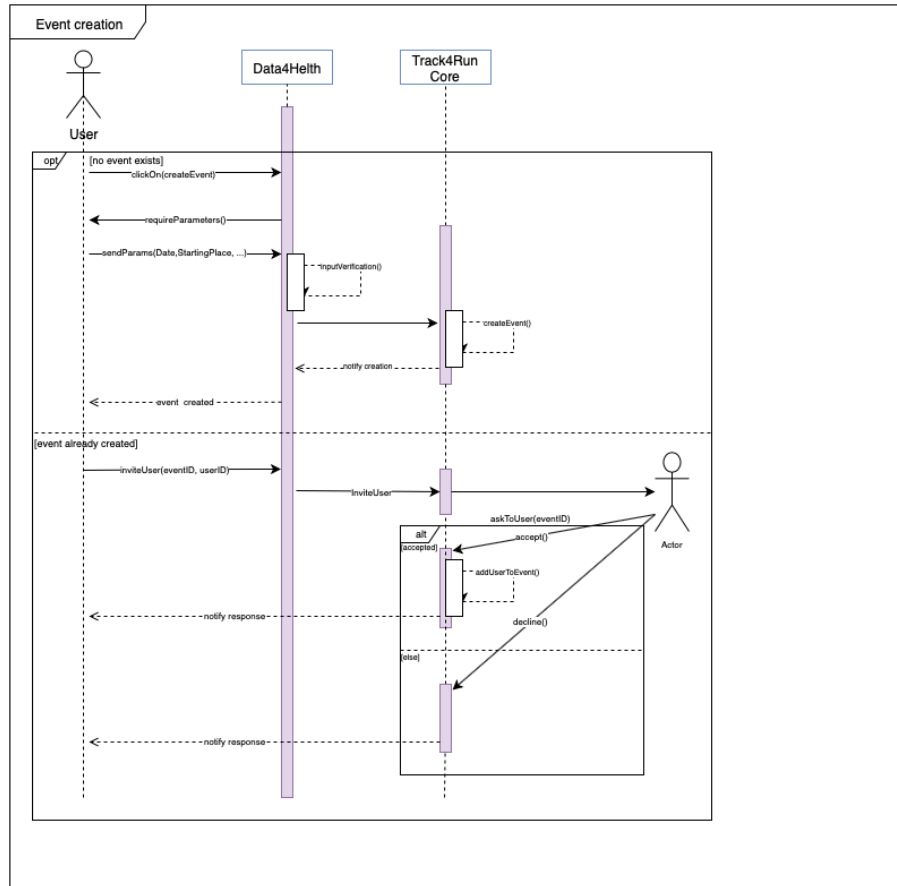 Event creation
User
Data4Helth
Track4Run
Core
opt
[no event exists]
clickOn(createEvent)
requireParameters()
sendParams(Date,StartingPlace, ...)
inputVerification()
createEvent()
notify creation
event created
[event already created]
inviteUser(eventID, userID)
InviteUser
Actor
askToUser(eventID)
alt
[accepted]
accept()
addUserToEvent()
notify response
decline()
[else]
notify response